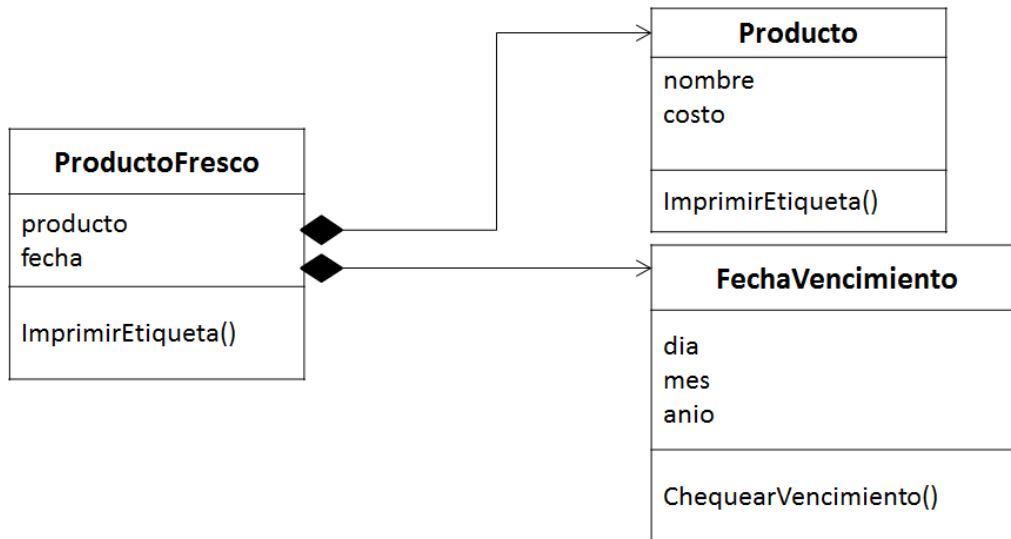 ProductoFresco
producto
fecha
ImprimirEtiqueta()
Producto
nombre
costo
ImprimirEtiqueta()
FechaVencimiento
dia
mes
anio
ChequearVencimiento()